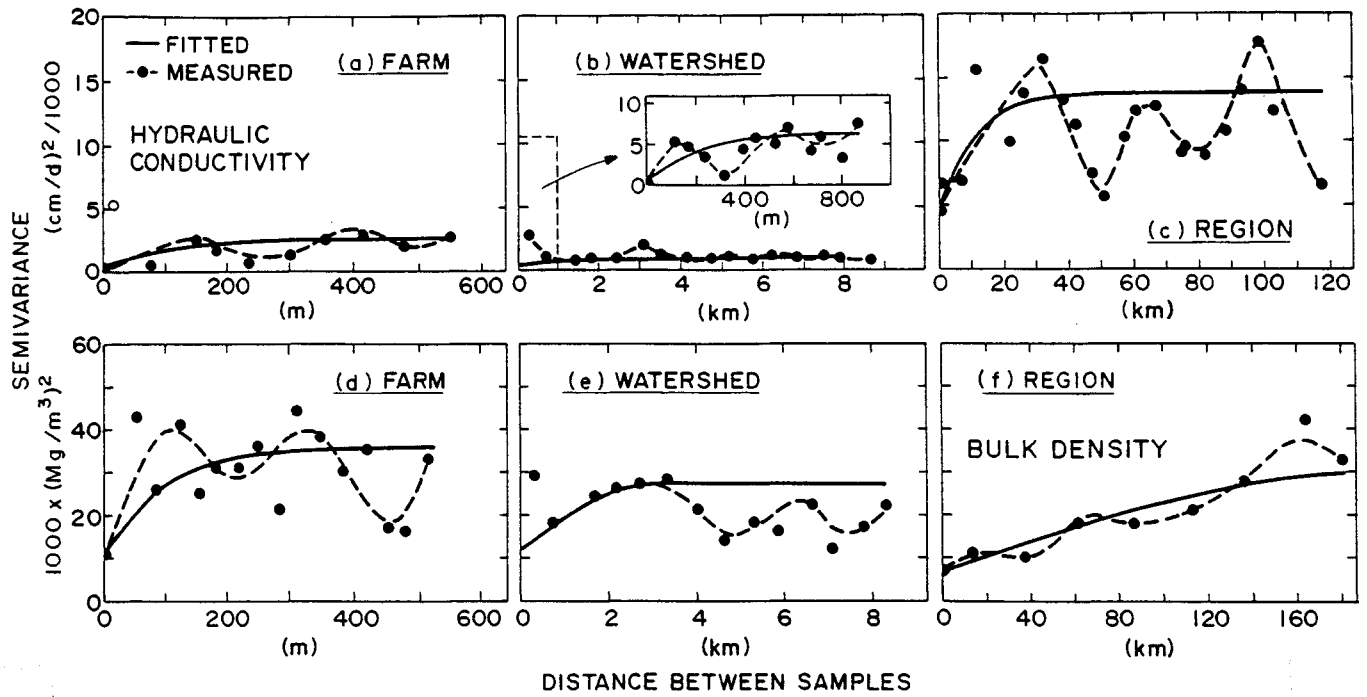 20
15
10
5
0
FITTED
MEASURED
HYDRAULIC
CONDUCTIVITY
(a) FARM
0 200 400 600
(m)
(b) WATERSHED
10
5
0
400 800
(m)
0 2 4 6 8
(km)
(c) REGION
0 20 40 60 80 100 120
(km)
SEMIVARIANCE
(cm/d)²/1000
1000 x (Mg/m³)²
60
40
20
0
(d) FARM
0 200 400
(m)
(e) WATERSHED
0 2 4 6 8
(km)
(f) REGION
BULK DENSITY
0 40 80 120 160
(km)
DISTANCE BETWEEN SAMPLES